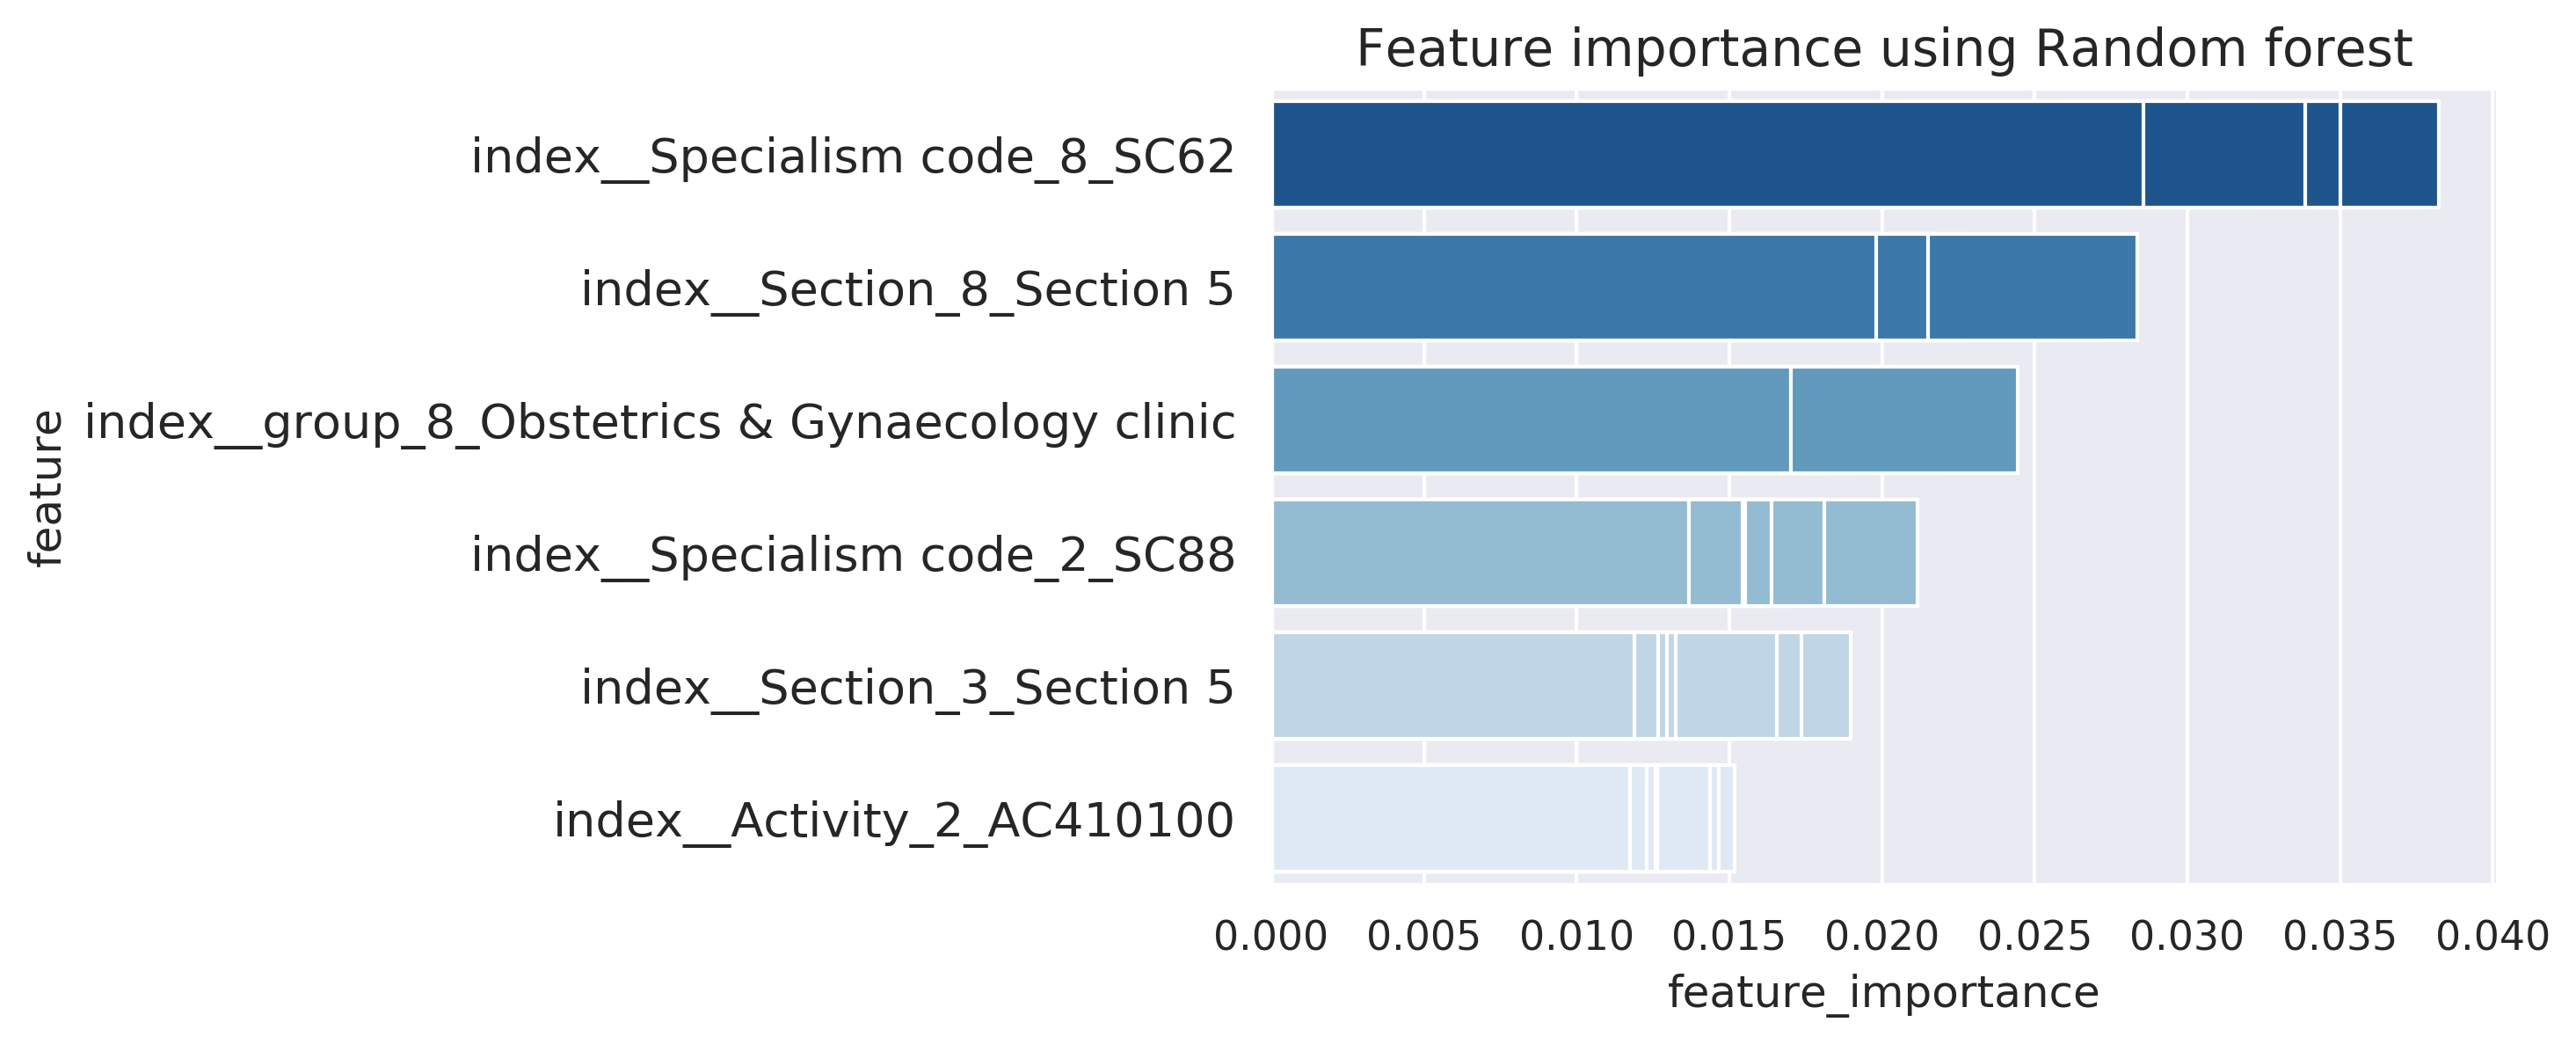 Feature importance using Random forest
feature
index__Specialism code_8_SC62
index__Section_8_Section 5
index__group_8_Obstetrics & Gynaecology clinic
index__Specialism code_2_SC88
index__Section_3_Section 5
index__Activity_2_AC410100
0.000 0.005 0.010 0.015 0.020 0.025 0.030 0.035 0.040
feature_importance